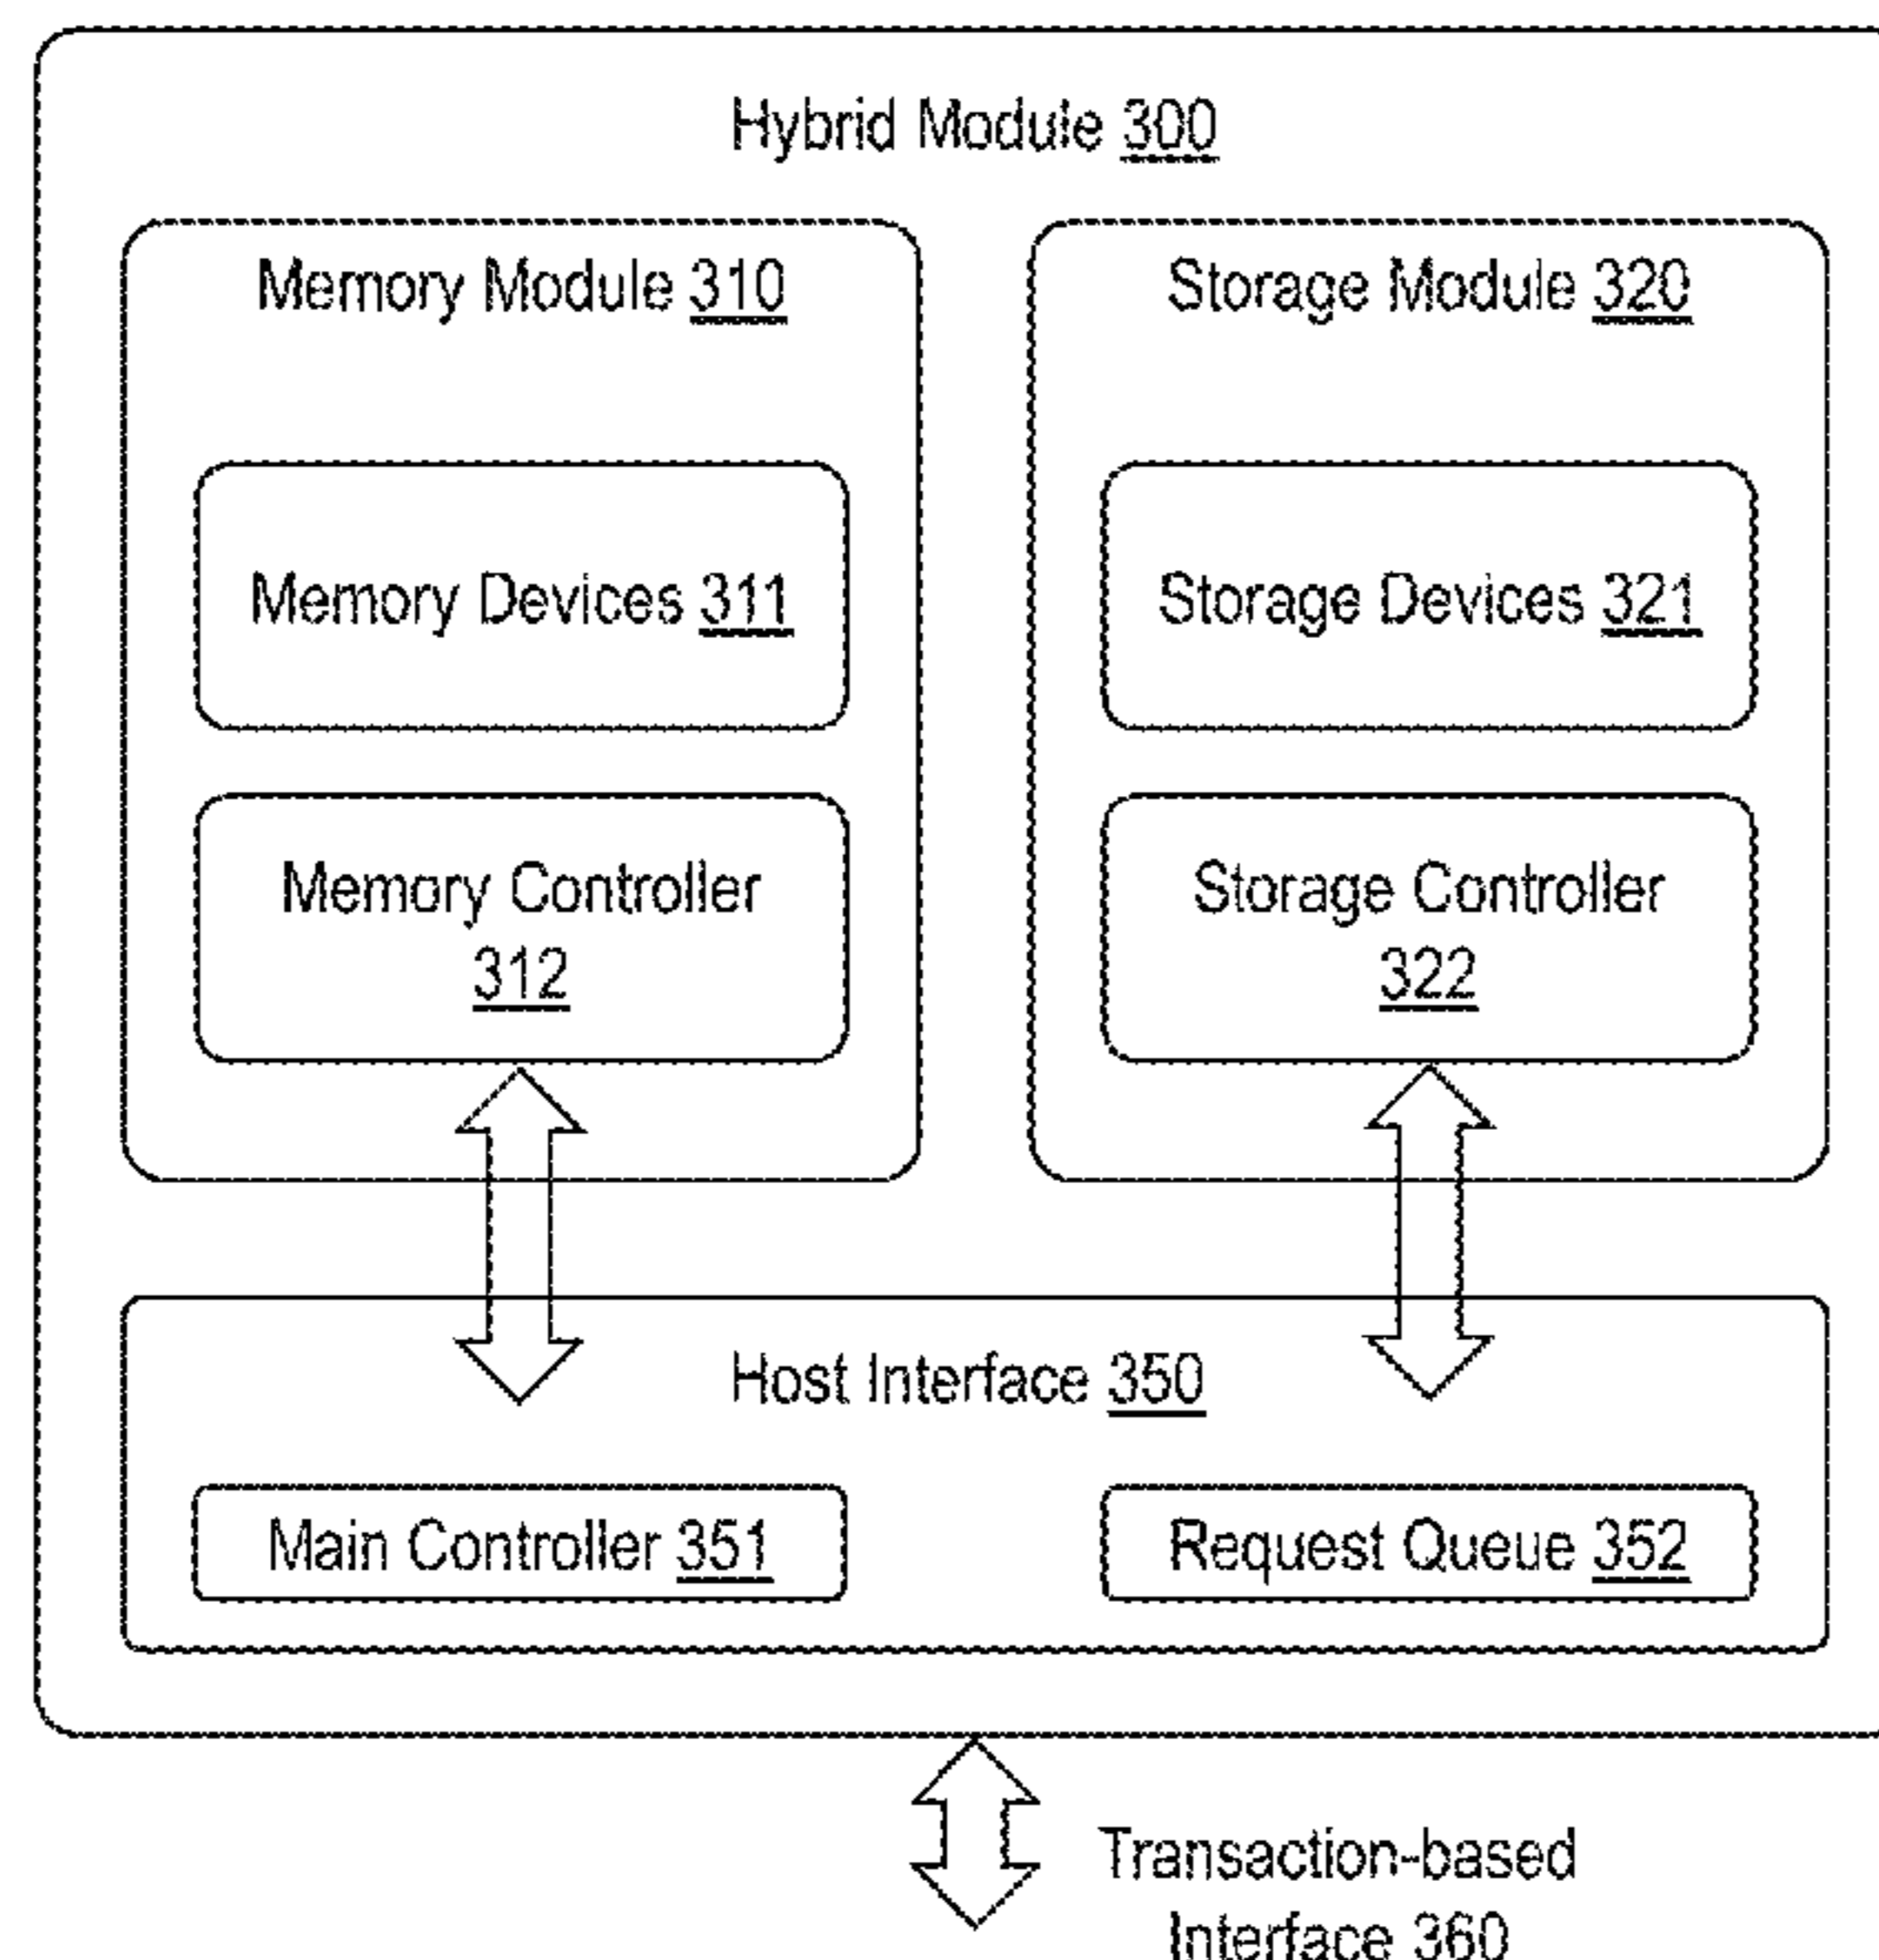 Hybrid Module 300
Memory Module 310
Storage Module 320
Memory Devices 311
Storage Devices 321
Memory Controller
312
Storage Controller
322
Host Interface 350
Main Controller 351
Request Queue 352
Transaction-based
Interface 360